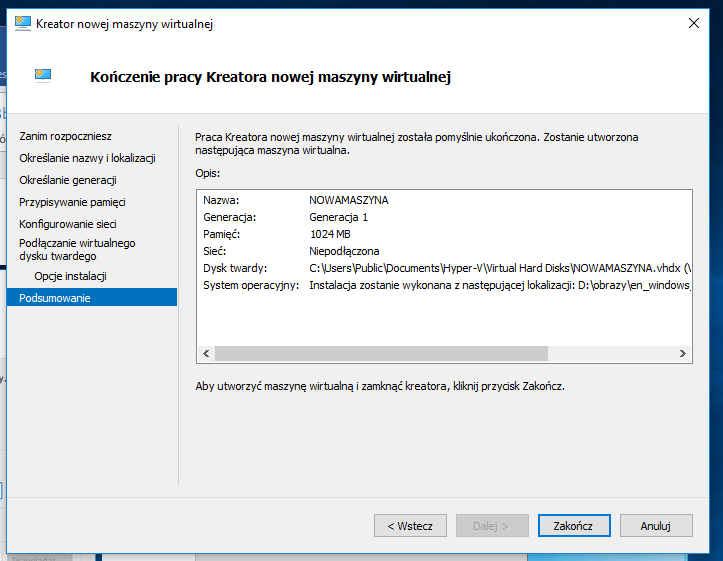 Kreator nowej maszyny wirtualnej
Kończenie pracy Kreatora nowej maszyny wirtualnej
Zanim rozpoczniesz
Określanie nazwy i lokalizacji
Określanie generacji
Przypisywanie pamięci
Konfigurowanie sieci
Podłączanie wirtualnego
dysku twardego
Opcje instalacji
Podsumowanie
Praca Kreatora nowej maszyny wirtualnej została pomyślnie ukończona. Zostanie utworzona
następująca maszyna wirtualna.
Opis:
Nazwa: NOWAMASZYNA
Generacja: Generacja 1
Pamięć: 1024 MB
Sieć: Niepodłączona
Dysk twardy: C:\Users\Public\Documents\Hyper-V\Virtual Hard Disks\NOWAMASZYNA.vhdx (
System operacyjny: Instalacja zostanie wykonana z następującej lokalizacji: D:\obrazy\en_windows_
Aby utworzyć maszynę wirtualną i zamknąć kreatora, kliknij przycisk Zakończ.
< Wstecz
Dalej >
Zakończ
Anuluj